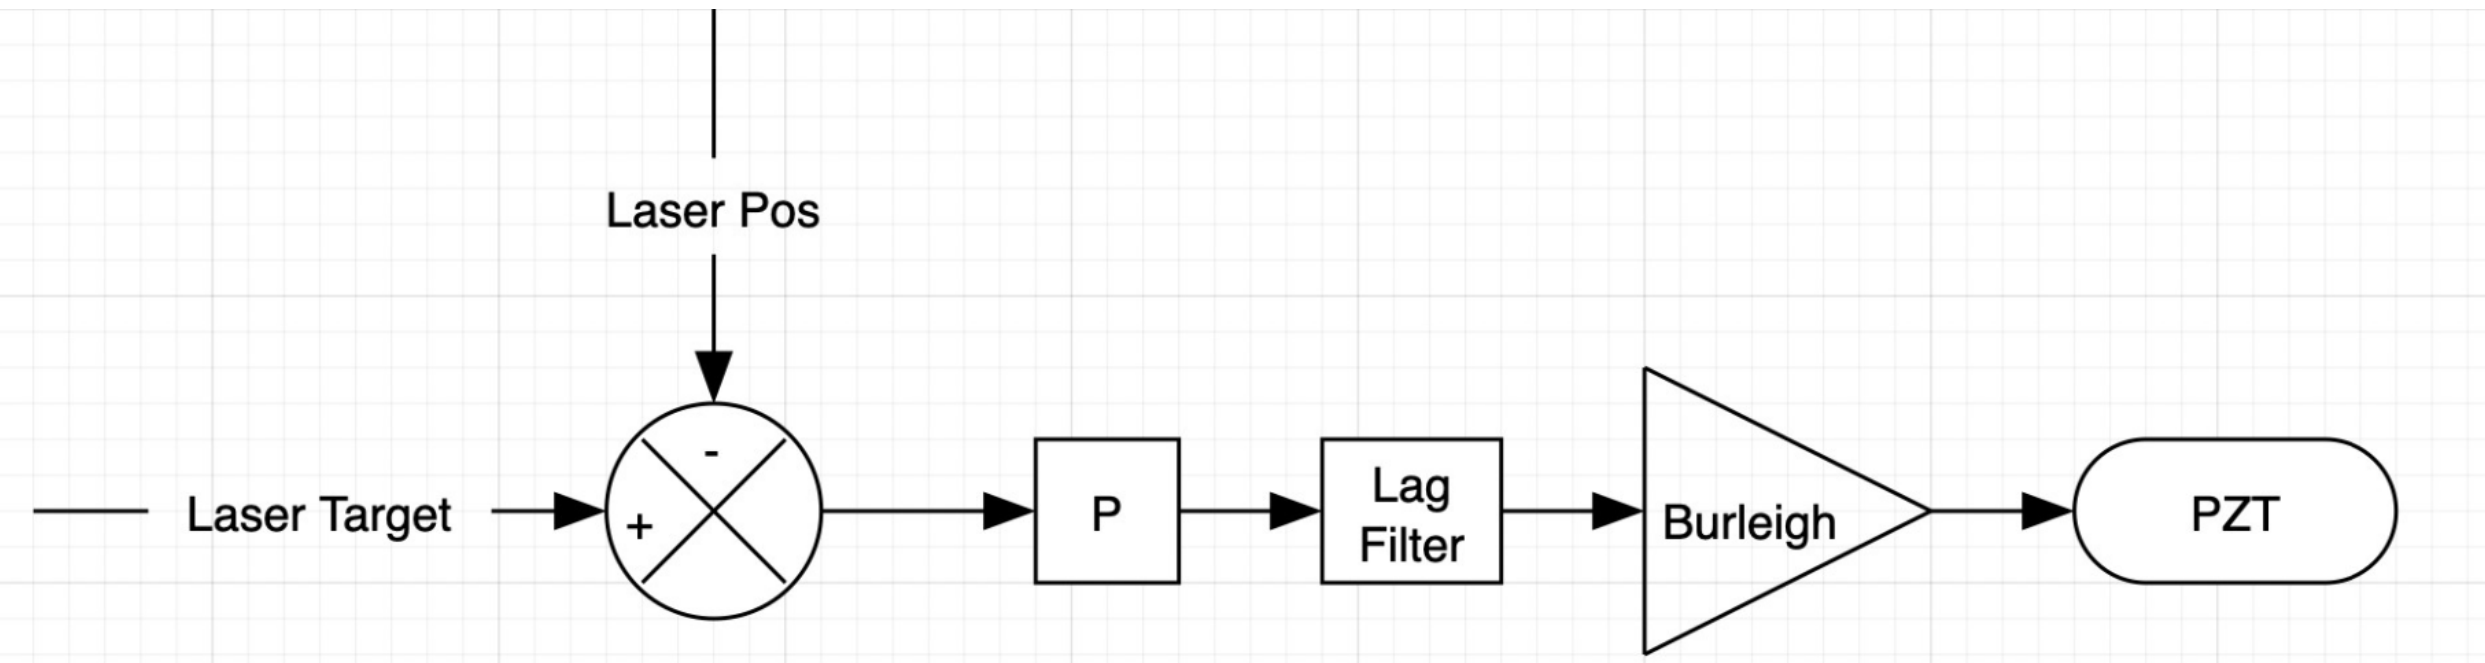 Laser Pos
Laser Target
-
+
P
Lag
Filter
Burleigh
PZT